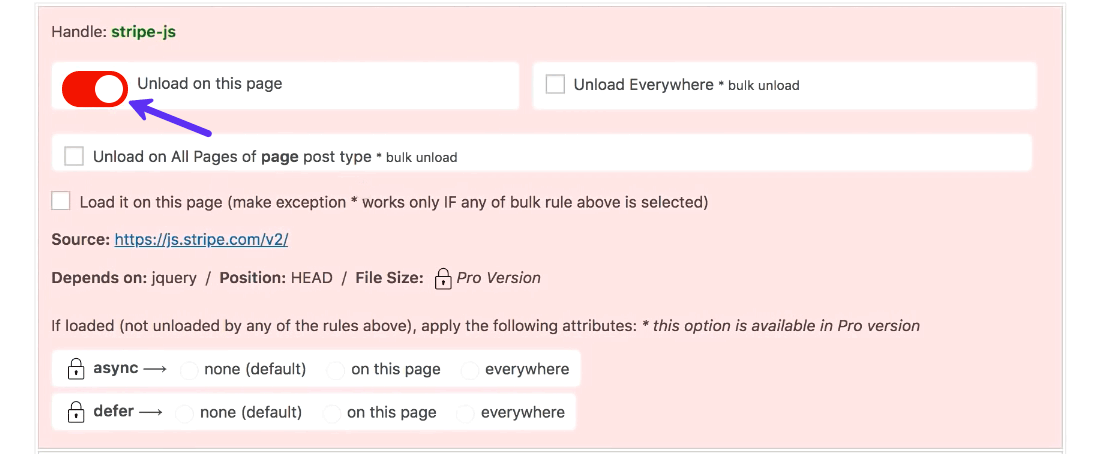 Handle: stripe-js
Unload on this page
Unload Everywhere * bulk unload
Unload on All Pages of page post type * bulk unload
Load it on this page (make exception * works only IF any of bulk rule above is selected)
Source: https://js.stripe.com/v2/
Depends on: jquery / Position: HEAD / File Size: Pro Version
If loaded (not unloaded by any of the rules above), apply the following attributes: * this option is available in Pro version
async ⟶ none (default) on this page everywhere
defer ⟶ none (default) on this page everywhere